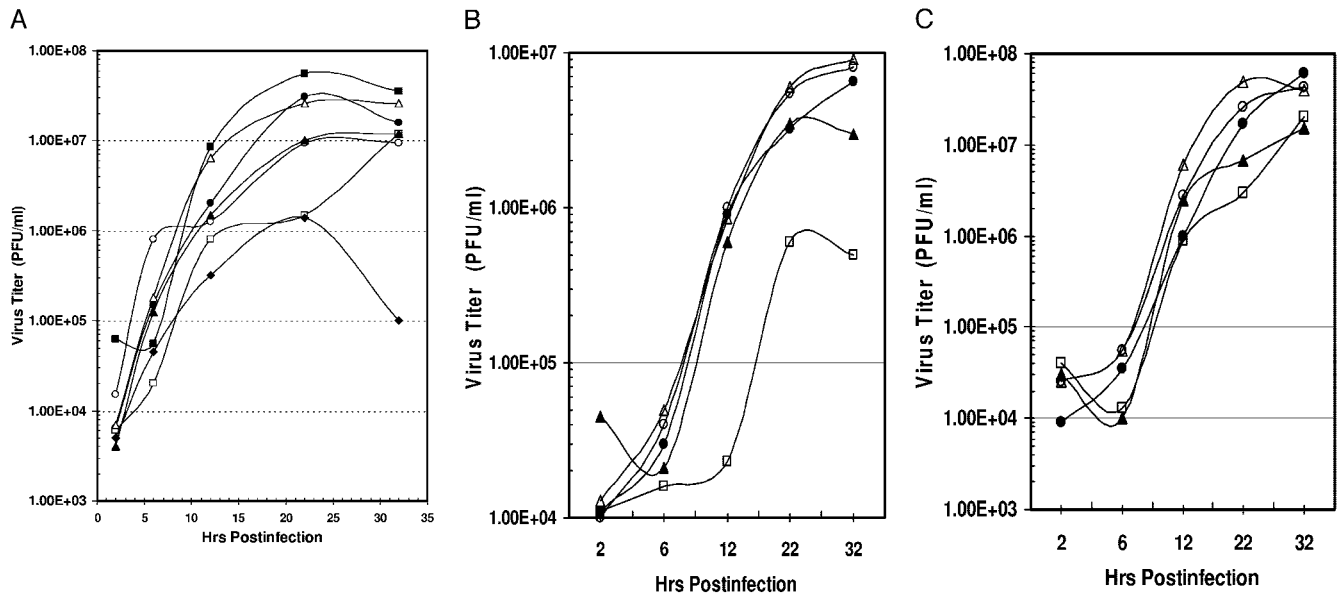 A
1.00E+08
1.00E+07
1.00E+06
1.00E+05
1.00E+04
1.00E+03
Virus Titer (PFU/ml)
0 5 10 15 20 25 30 35
Hrs Postinfection
B
1.00E+07
1.00E+06
1.00E+05
1.00E+04
Virus Titer (PFU/ml)
2 6 12 22 32
Hrs Postinfection
C
1.00E+08
1.00E+07
1.00E+06
1.00E+05
1.00E+04
1.00E+03
Virus Titer (PFU/ml)
2 6 12 22 32
Hrs Postinfection